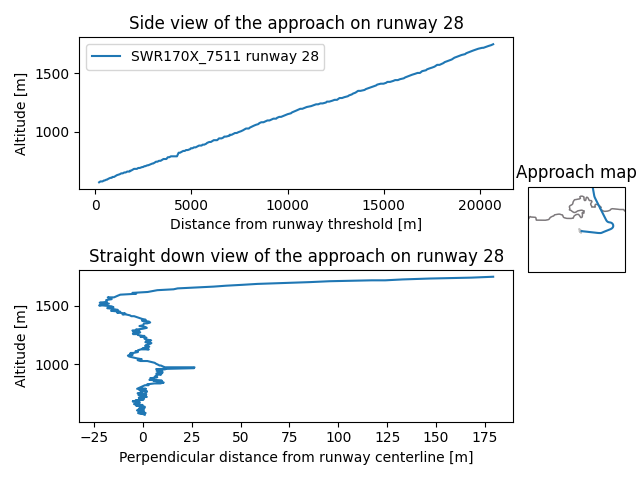 Side view of the approach on runway 28
SWR170X_7511 runway 28
Altitude [m]
1500
1000
0 5000 10000 15000 20000
Distance from runway threshold [m]
Approach map
Straight down view of the approach on runway 28
Altitude [m]
1500
1000
−25 0 25 50 75 100 125 150 175
Perpendicular distance from runway centerline [m]